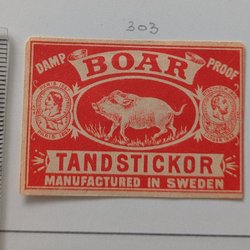 303
DAMP BOAR PROOF
TANDSTICKOR
MANUFACTURED IN SWEDEN